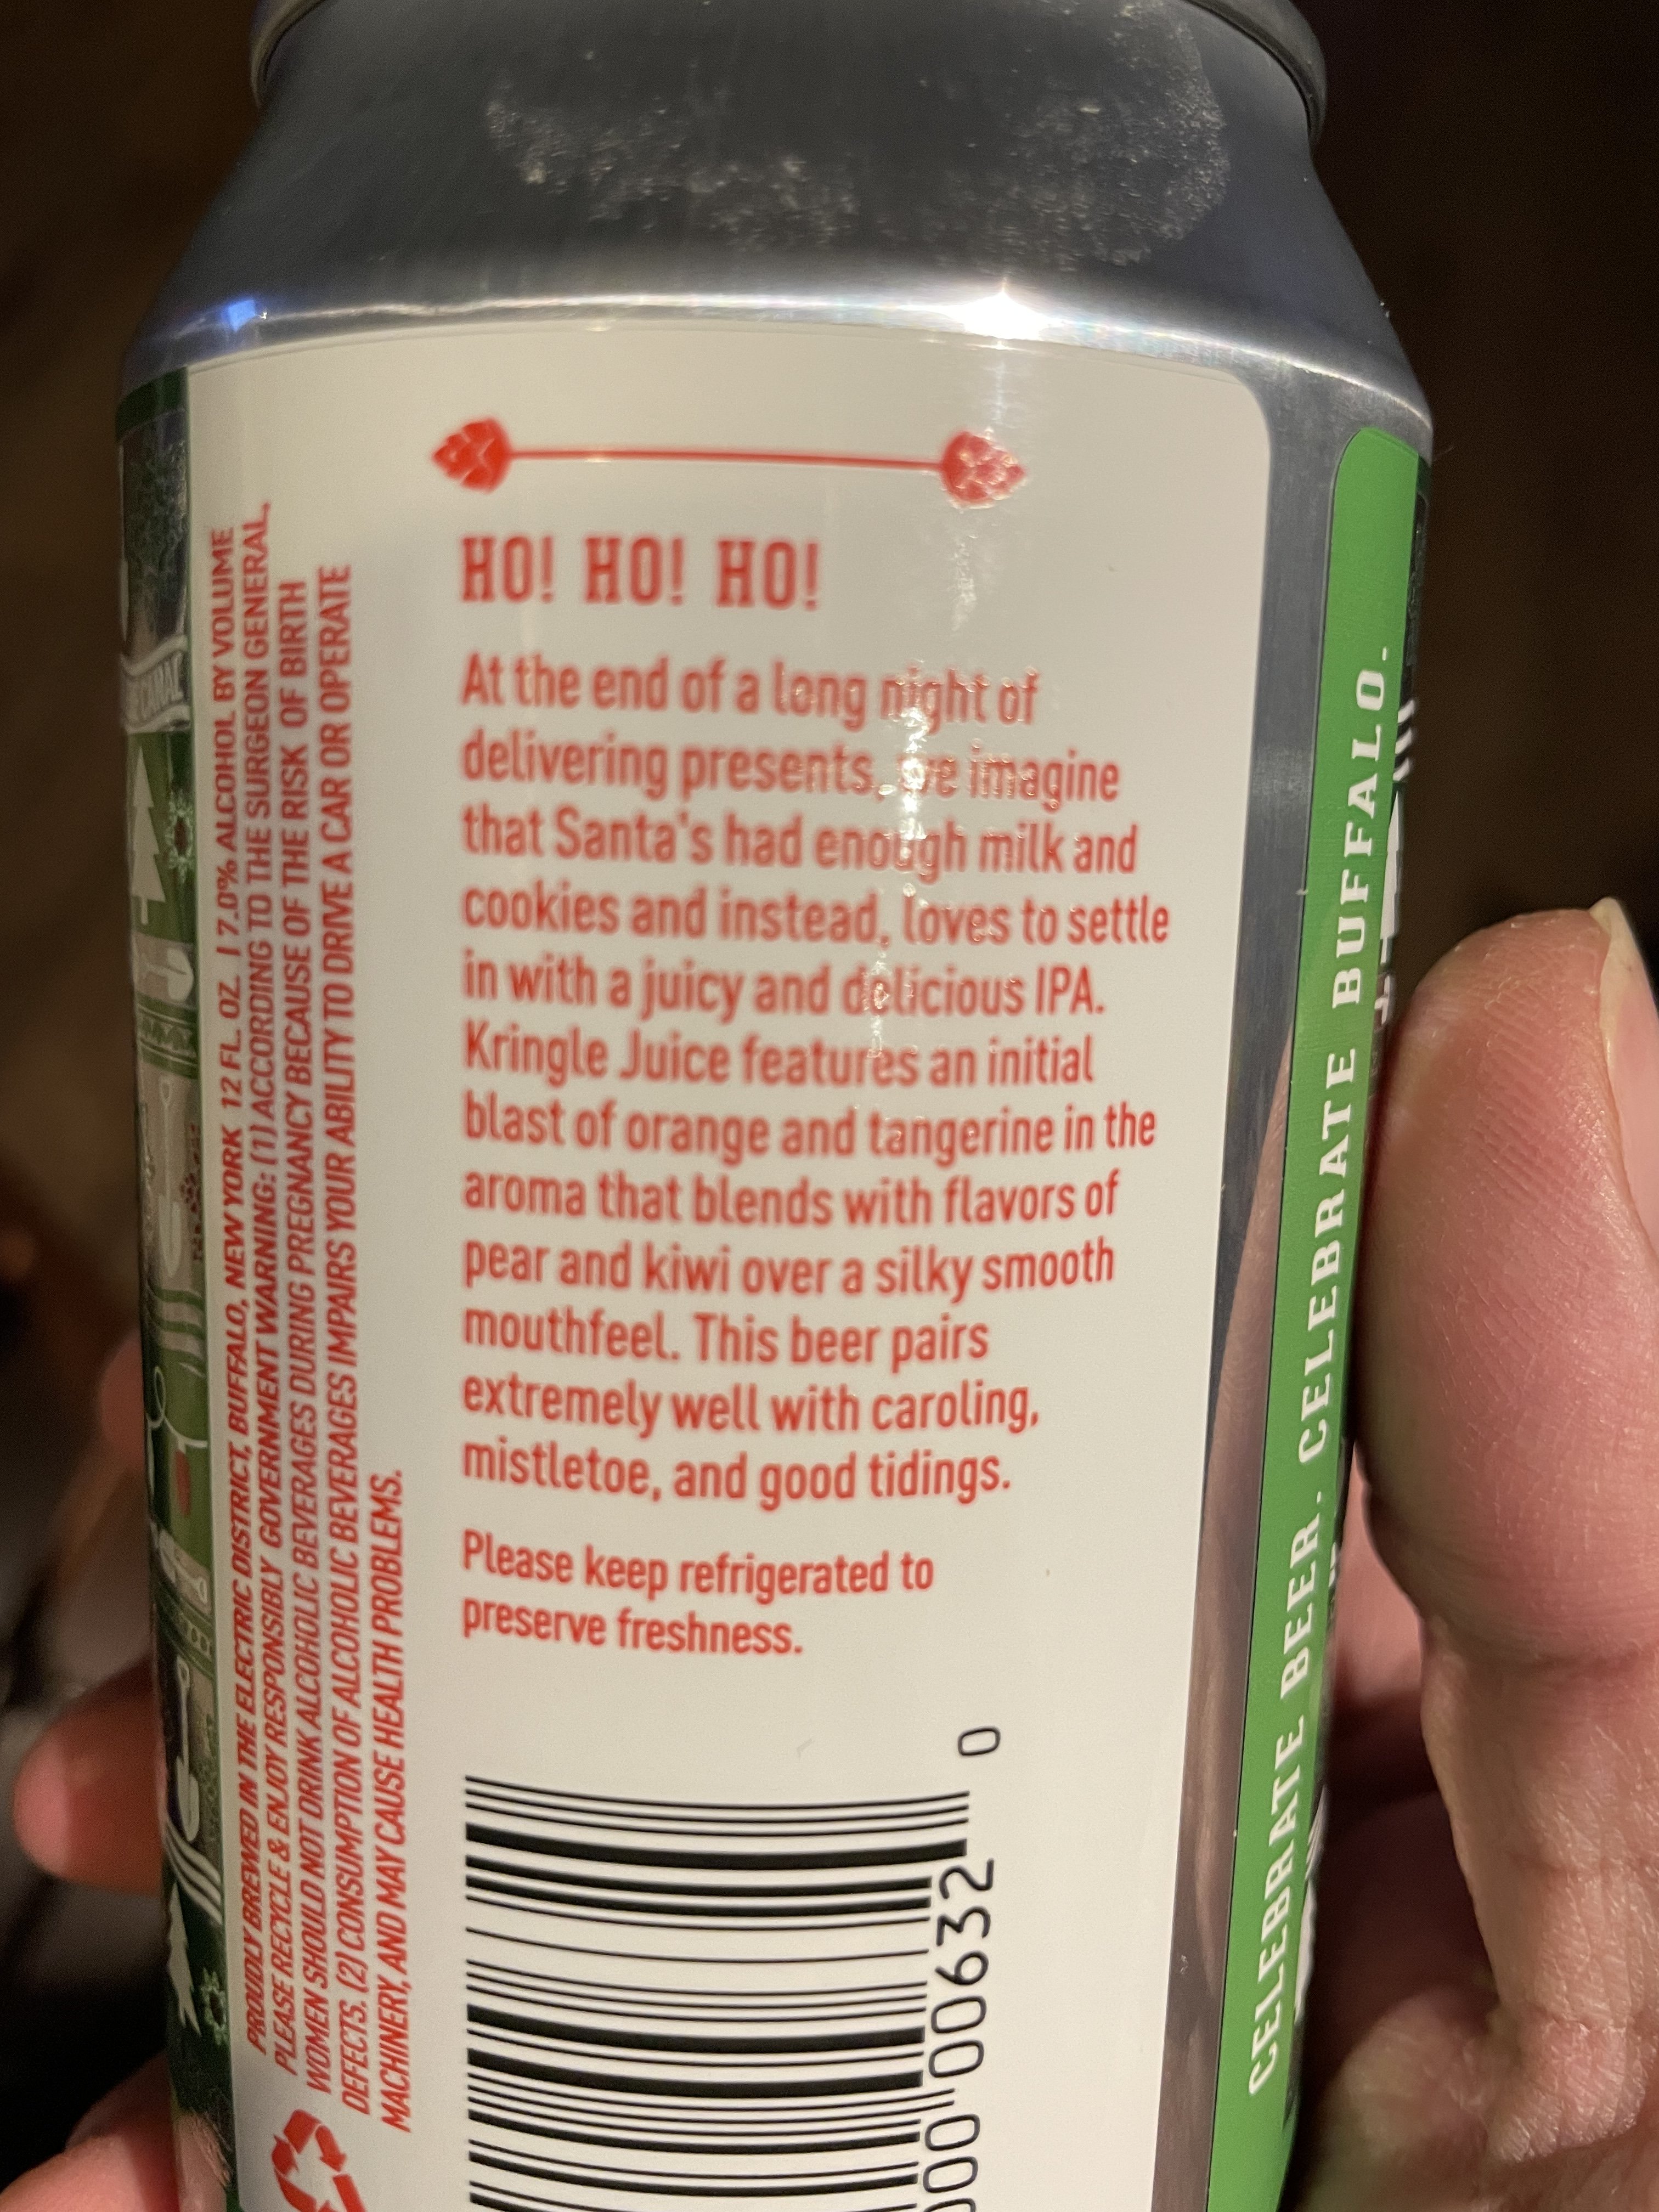 HO! HO! HO!
At the end of a long night of
delivering presents, we imagine
that Santa's had enough milk and
cookies and instead, loves to settle
in with a juicy and delicious IPA.
Kringle Juice features an initial
blast of orange and tangerine in the
aroma that blends with flavors of
pear and kiwi over a silky smooth
mouthfeel. This beer pairs
extremely well with caroling,
mistletoe, and good tidings.
Please keep refrigerated to
preserve freshness.
PROUDLY BREWED IN THE ELECTRIC DISTRICT, BUFFALO, NEW YORK 12 FL. OZ. | 7.0% ALCOHOL BY VOLUME
PLEASE RECYCLE & ENJOY RESPONSIBLY GOVERNMENT WARNING: (1) ACCORDING TO THE SURGEON GENERAL,
WOMEN SHOULD NOT DRINK ALCOHOLIC BEVERAGES DURING PREGNANCY BECAUSE OF THE RISK OF BIRTH
DEFECTS. (2) CONSUMPTION OF ALCOHOLIC BEVERAGES IMPAIRS YOUR ABILITY TO DRIVE A CAR OR OPERATE
MACHINERY, AND MAY CAUSE HEALTH PROBLEMS.
00632 0
CELEBRATE BEER. CELEBRATE BUFFALO.
CANAL